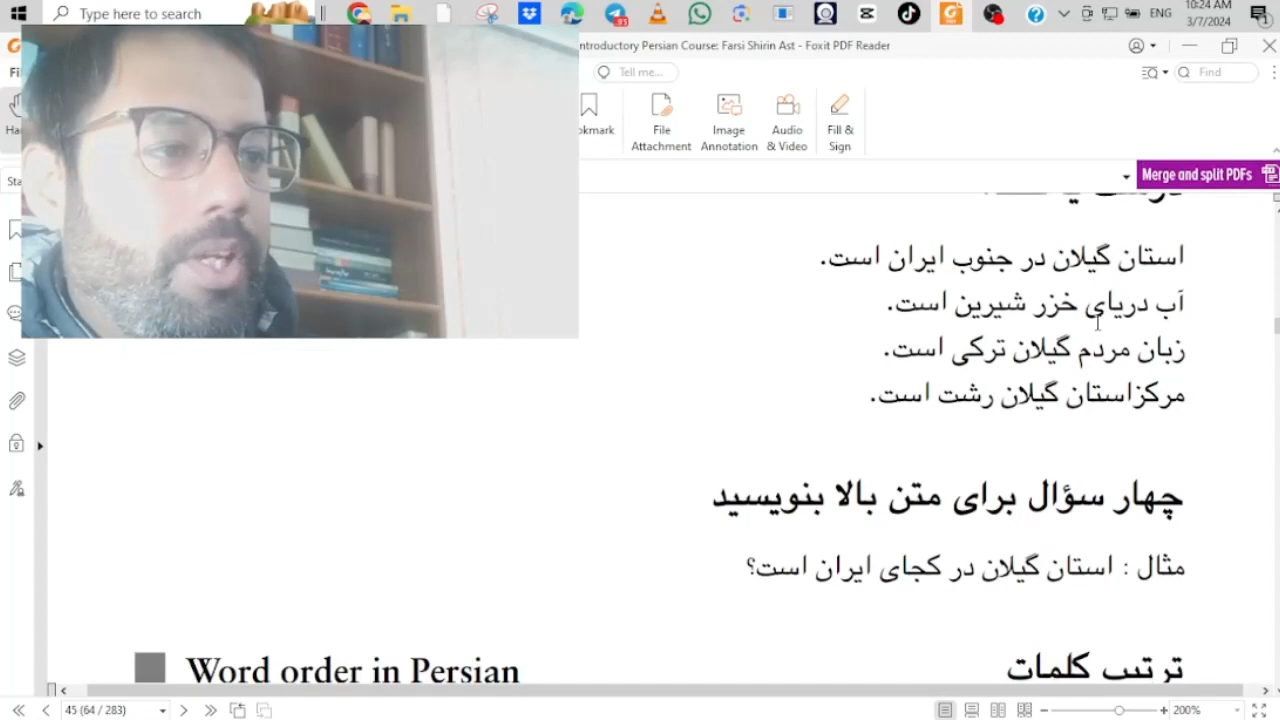 Type here to search
10:24 AM
ENG
3/7/2024
ntroductory Persian Course: Farsi Shirin Ast - Foxit PDF Reader
Tell me...
Find
File
Attachment
Image
Annotation
Audio
& Video
Fill &
Sign
Merge and split PDFs
استان گیلان در جنوب ایران است.
آب دریای خزر شیرین است.
زبان مردم گیلان ترکی است.
مرکزاستان گیلان رشت است.
چهار سؤال برای متن بالا بنویسید
مثال : استان گیلان در کجای ایران است؟
Word order in Persian
ترتیب کلمات
45 (64 / 283)
200%